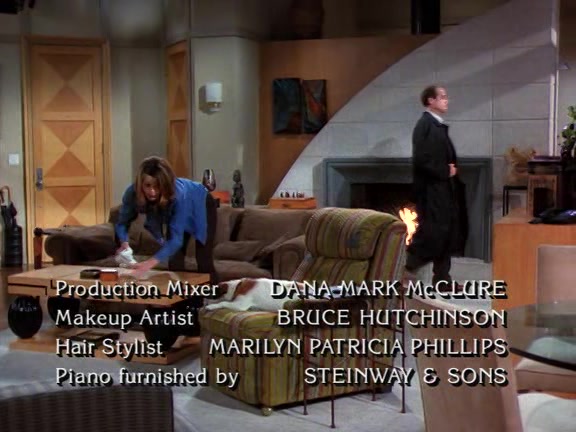 Production Mixer DANA MARK McCLURE
Makeup Artist BRUCE HUTCHINSON
Hair Stylist MARILYN PATRICIA PHILLIPS
Piano furnished by STEINWAY & SONS